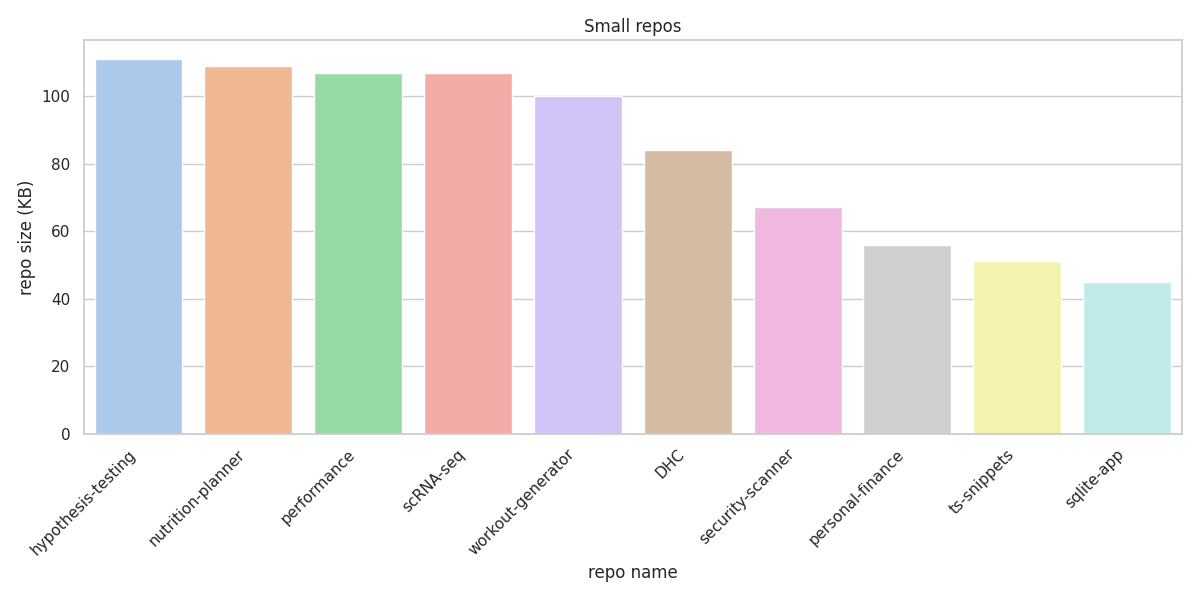 Small repos
repo size (KB)
100
80
60
40
20
0
hypothesis-testing
nutrition-planner
performance
scRNA-seq
workout-generator
DHC
security-scanner
personal-finance
ts-snippets
sqlite-app
repo name